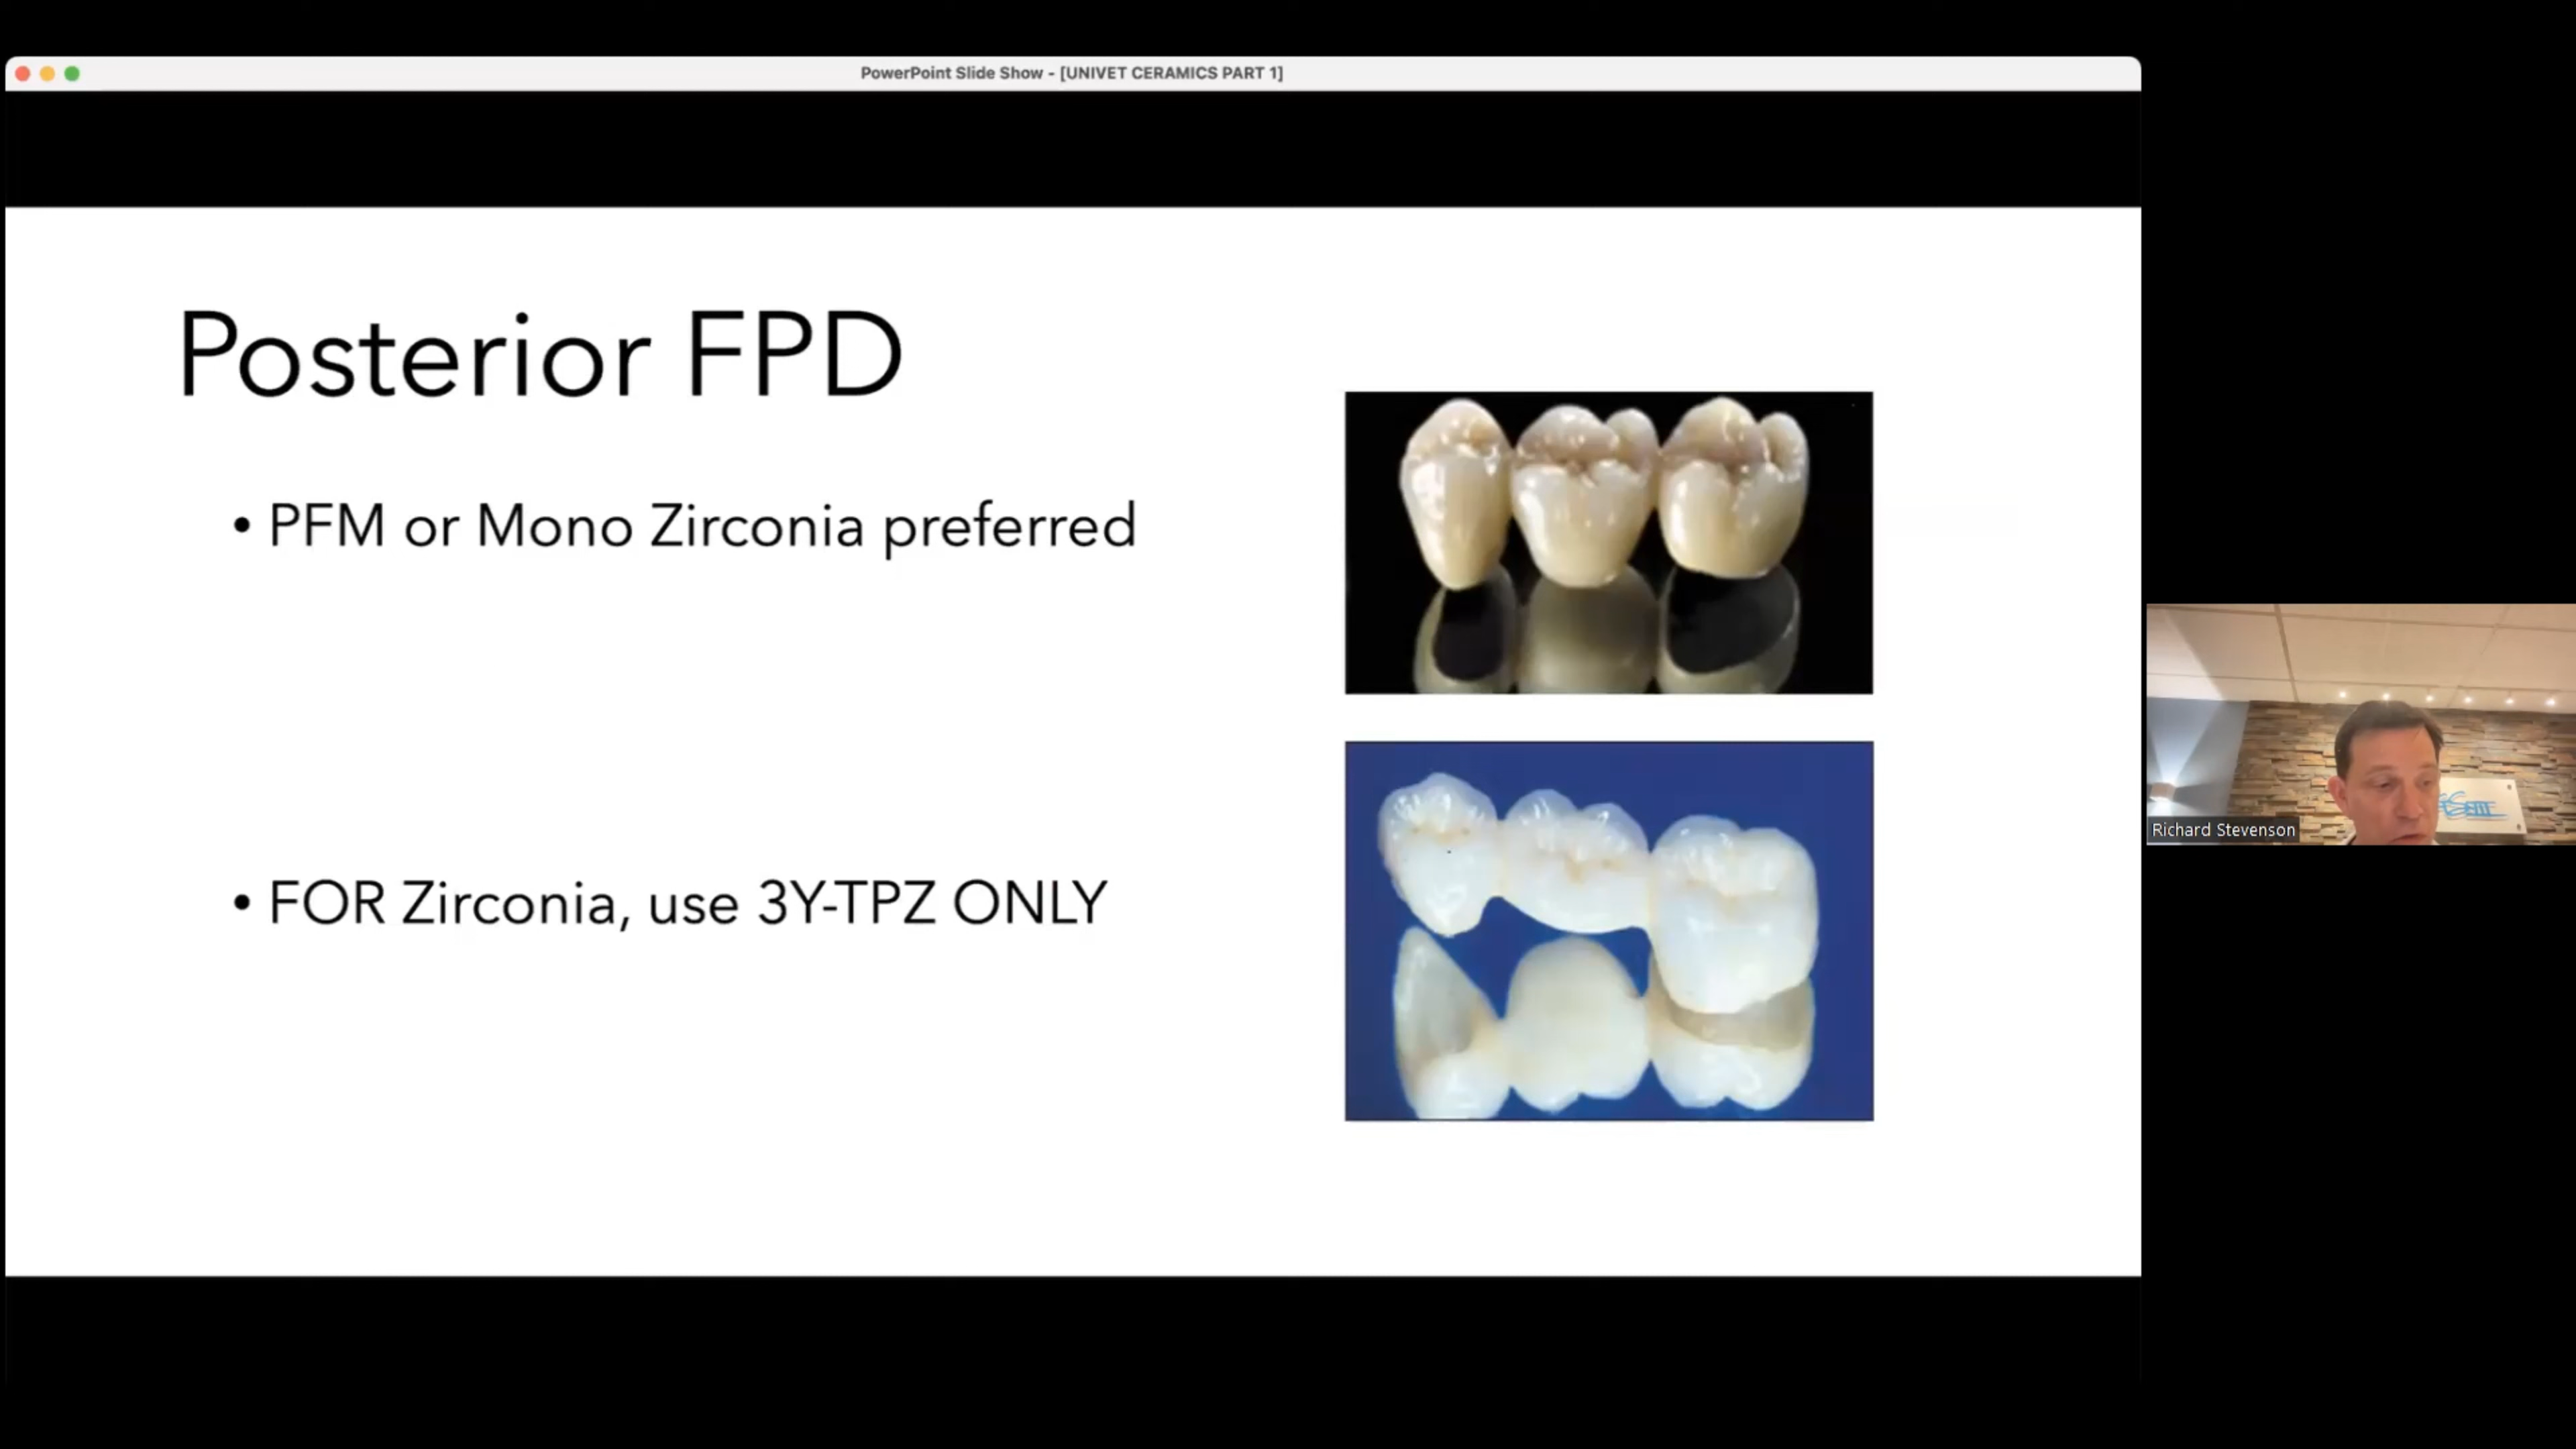 PowerPoint Slide Show - [UNIVET CERAMICS PART 1]
Posterior FPD
• PFM or Mono Zirconia preferred
• FOR Zirconia, use 3Y-TPZ ONLY
Richard Stevenson